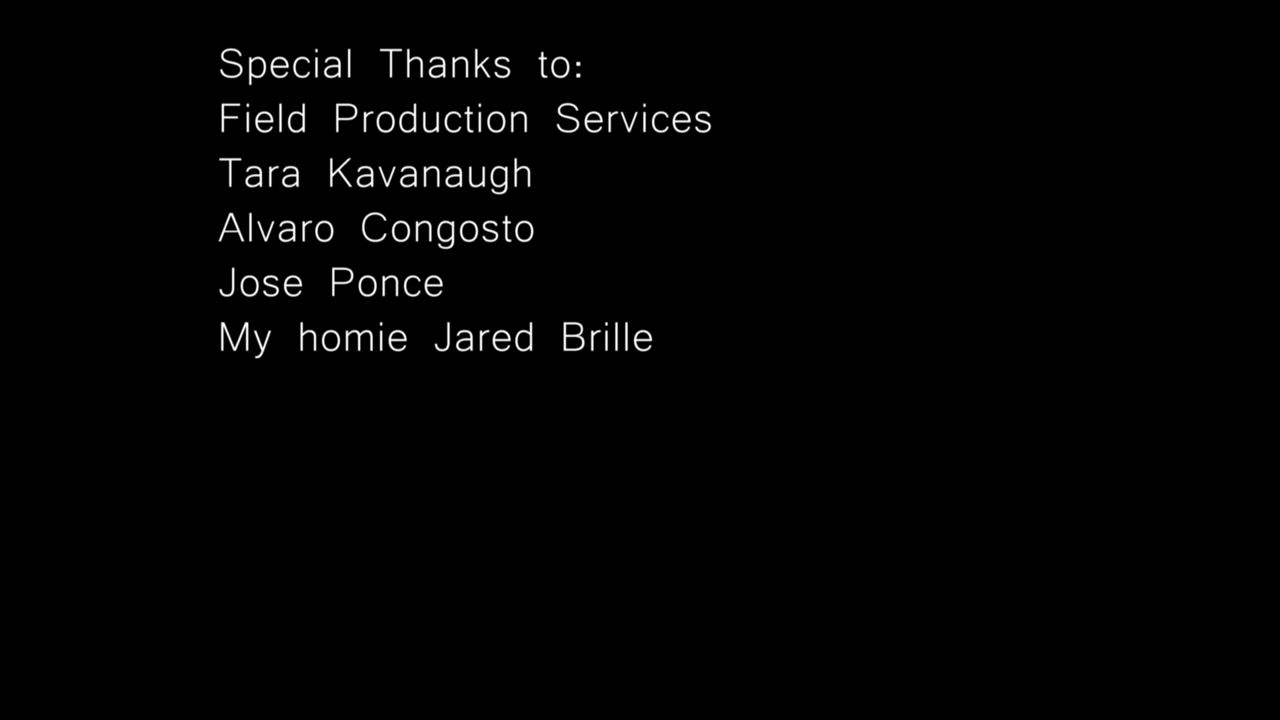 Special Thanks to:
Field Production Services
Tara Kavanaugh
Alvaro Congosto
Jose Ponce
My homie Jared Brille